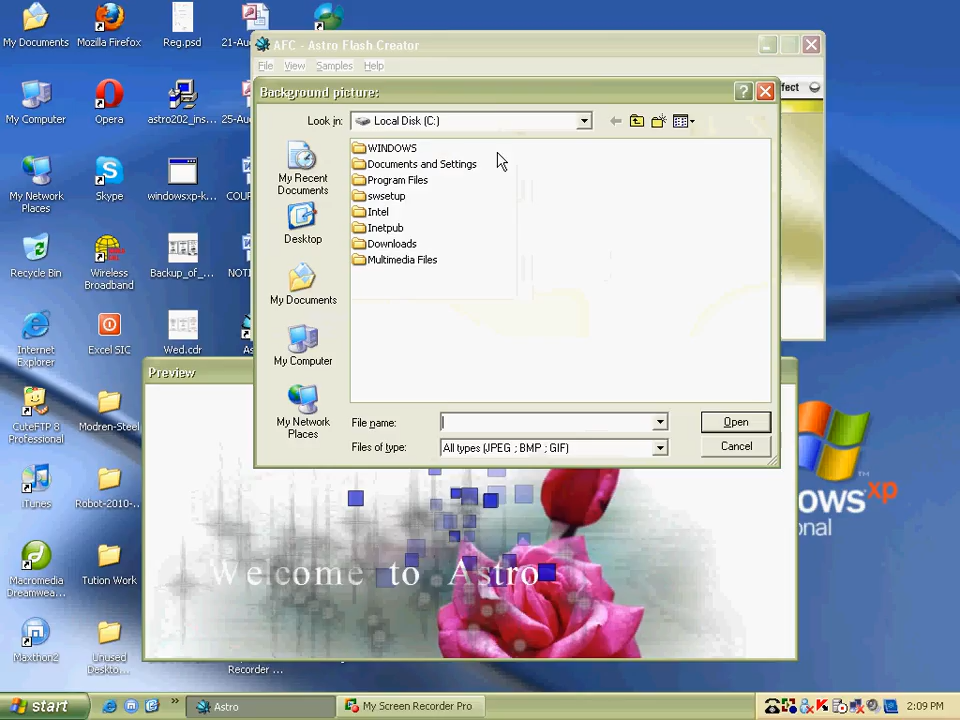 My Documents
Mozilla Firefox
Reg.psd
My Computer
Opera
astro202_ins...
My Network
Places
Skype
windowsxp-k...
Recycle Bin
Wireless
Broadband
Backup_of_...
Internet
Explorer
Excel SIC
Wed.cdr
CuteFTP 8
Professional
Modren-Steel
iTunes
Robot-2010-...
Macromedia
Dreamwea...
Tution Work
Maxthon2
Unused
Deskto...
Recorder ...
AFC - Astro Flash Creator
File View Samples Help
Background picture:
Look in: Local Disk (C:)
My Recent
Documents
Desktop
My Documents
My Computer
My Network
Places
WINDOWS
Documents and Settings
Program Files
swsetup
Intel
Inetpub
Downloads
Multimedia Files
File name:
Open
Files of type: All types (JPEG ; BMP ; GIF)
Cancel
Preview
Welcome to Astro
start
Astro
My Screen Recorder Pro
2:09 PM